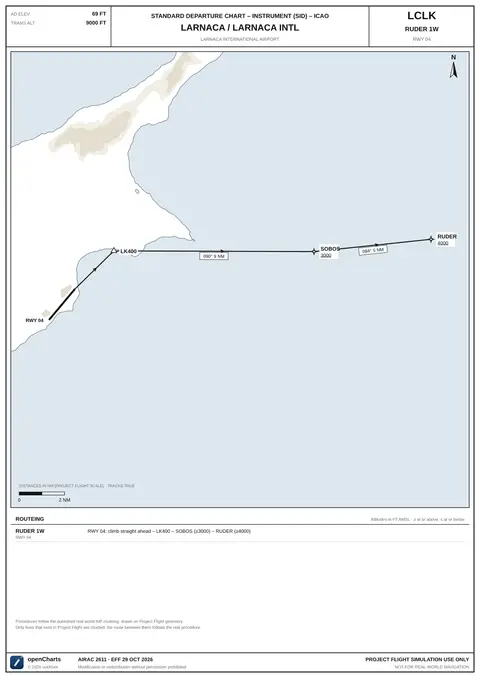 AD ELEV 69 FT
TRANS ALT 9000 FT
STANDARD DEPARTURE CHART – INSTRUMENT (SID) – ICAO
LARNACA / LARNACA INTL
LARNACA INTERNATIONAL AIRPORT
LCLK
RUDER 1W
RWY 04
N
LK400
090° 9 NM
SOBOS
3000
084° 5 NM
RUDER
4000
RWY 04
DISTANCES IN NM (PROJECT FLIGHT SCALE) · TRACKS TRUE
0 2 NM
ROUTEING
Altitudes in FT AMSL · ≥ at or above, ≤ at or below
RUDER 1W RWY 04: climb straight ahead – LK400 – SOBOS (≥3000) – RUDER (≥4000)
RWY 04
Procedures follow the published real-world AIP routeing, drawn on Project Flight geometry.
Only fixes that exist in Project Flight are charted; the route between them follows the real procedure.
openCharts
AIRAC 2611 · EFF 29 OCT 2026
Modification or redistribution without permission prohibited
PROJECT FLIGHT SIMULATION USE ONLY
NOT FOR REAL WORLD NAVIGATION